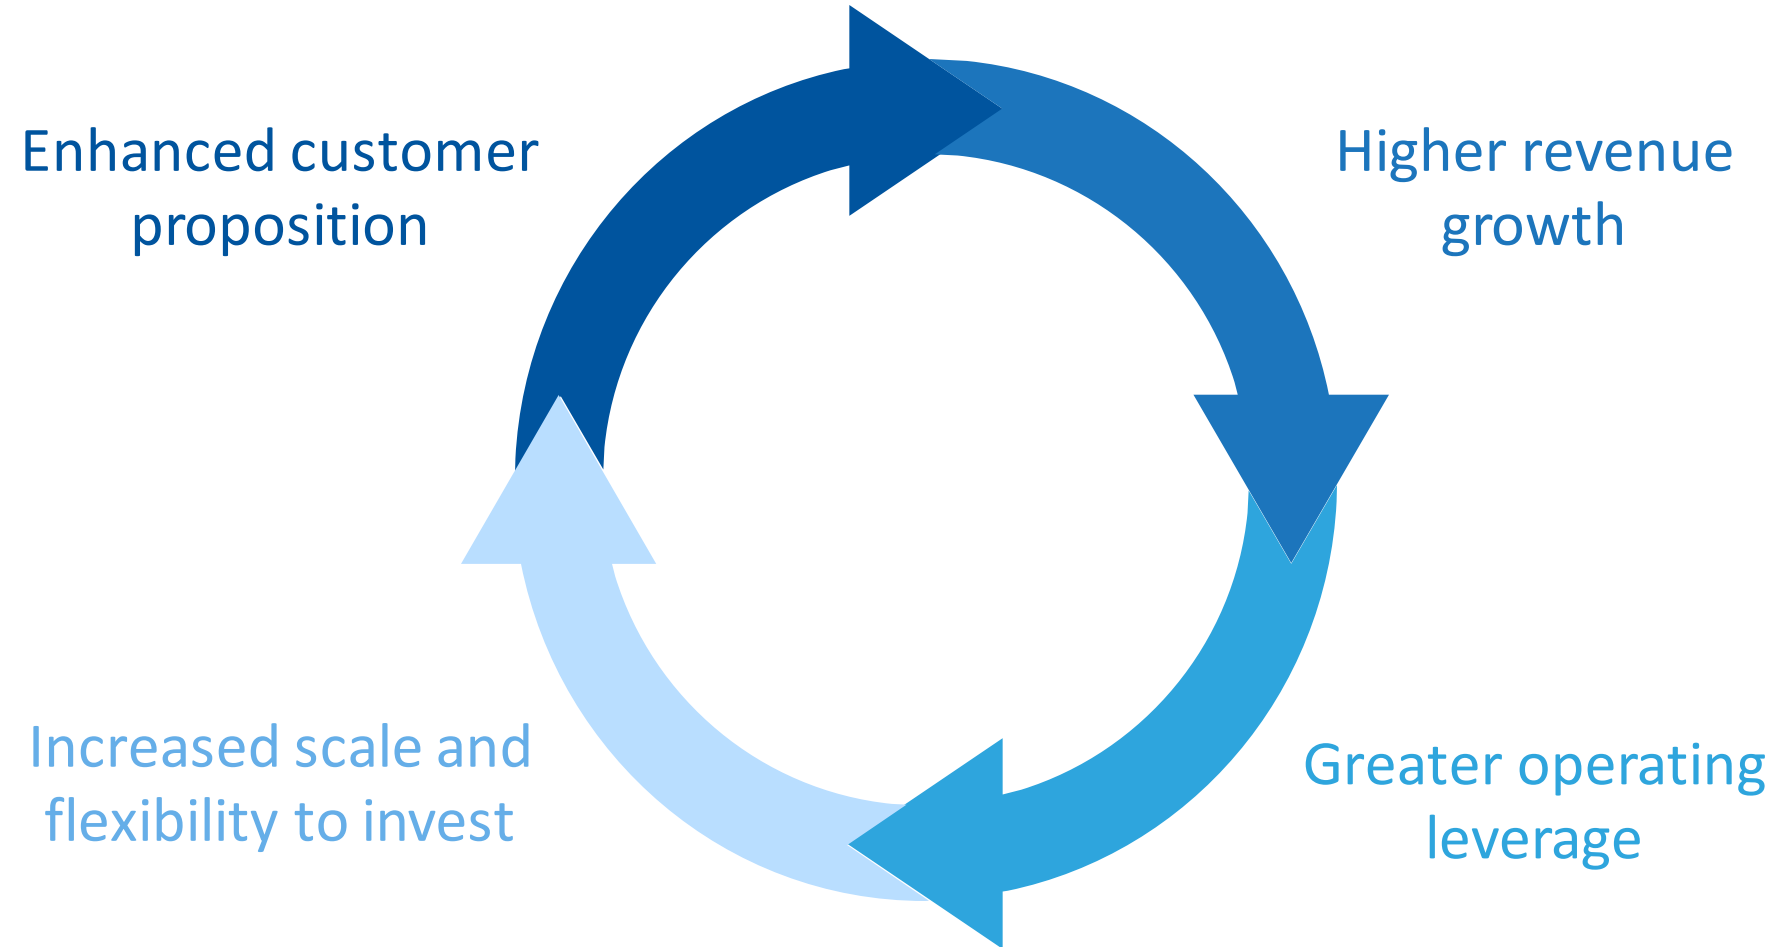 Enhanced customer
proposition
Higher revenue
growth
Increased scale and
flexibility to invest
Greater operating
leverage